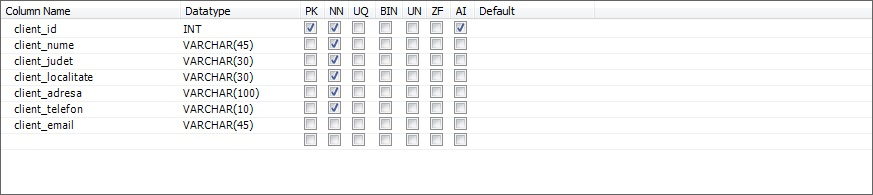 Column Name Datatype PK NN UQ BIN UN ZF AI Default
client_id INT
client_nume VARCHAR(45)
client_judet VARCHAR(30)
client_localitate VARCHAR(30)
client_adresa VARCHAR(100)
client_telefon VARCHAR(10)
client_email VARCHAR(45)